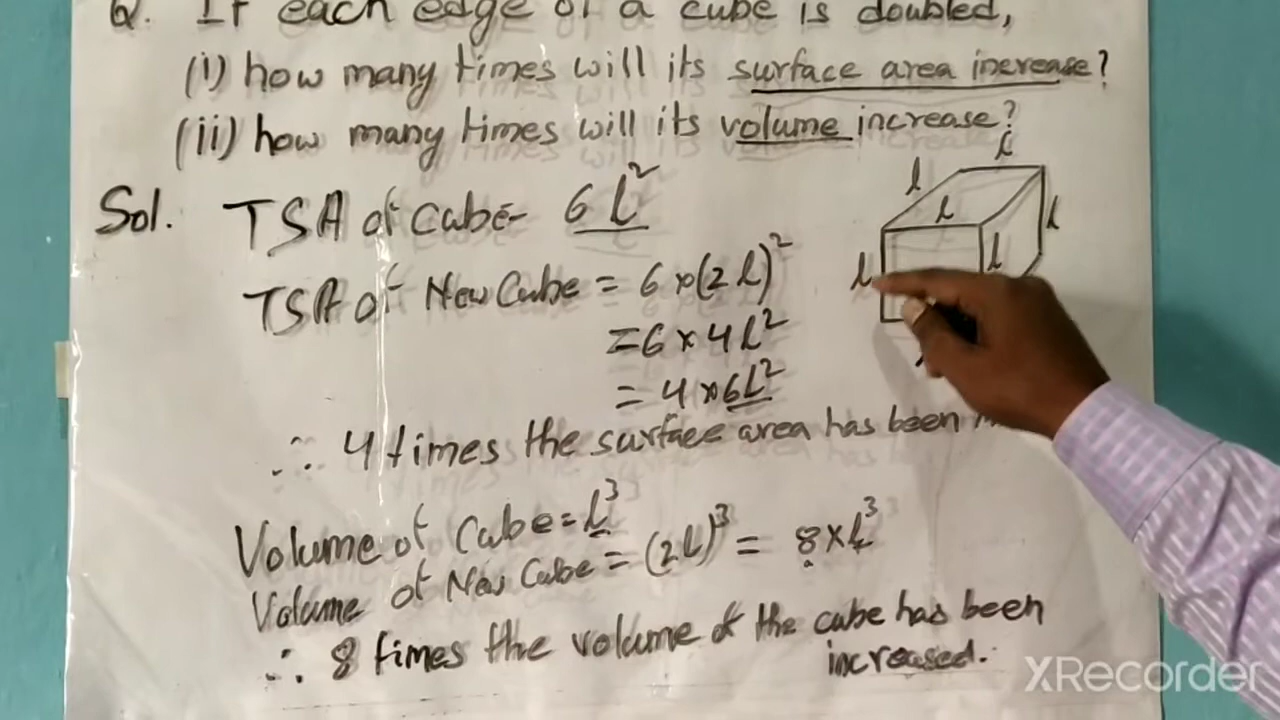 Q. If each edge of a cube is doubled,
(i) how many times will its surface area increase?
(ii) how many times will its volume increase?
Sol. TSA of Cube- 6l²
TSA of New Cube = 6×(2l)²
=6×4l²
= 4×6l²
∴ 4 times the surface area has been
Volume of Cube=l³
Volume of New Cube = (2l)³ = 8×l³
∴ 8 times the volume of the cube has been
increased.
l
l
l
l
l
l
XRecorder